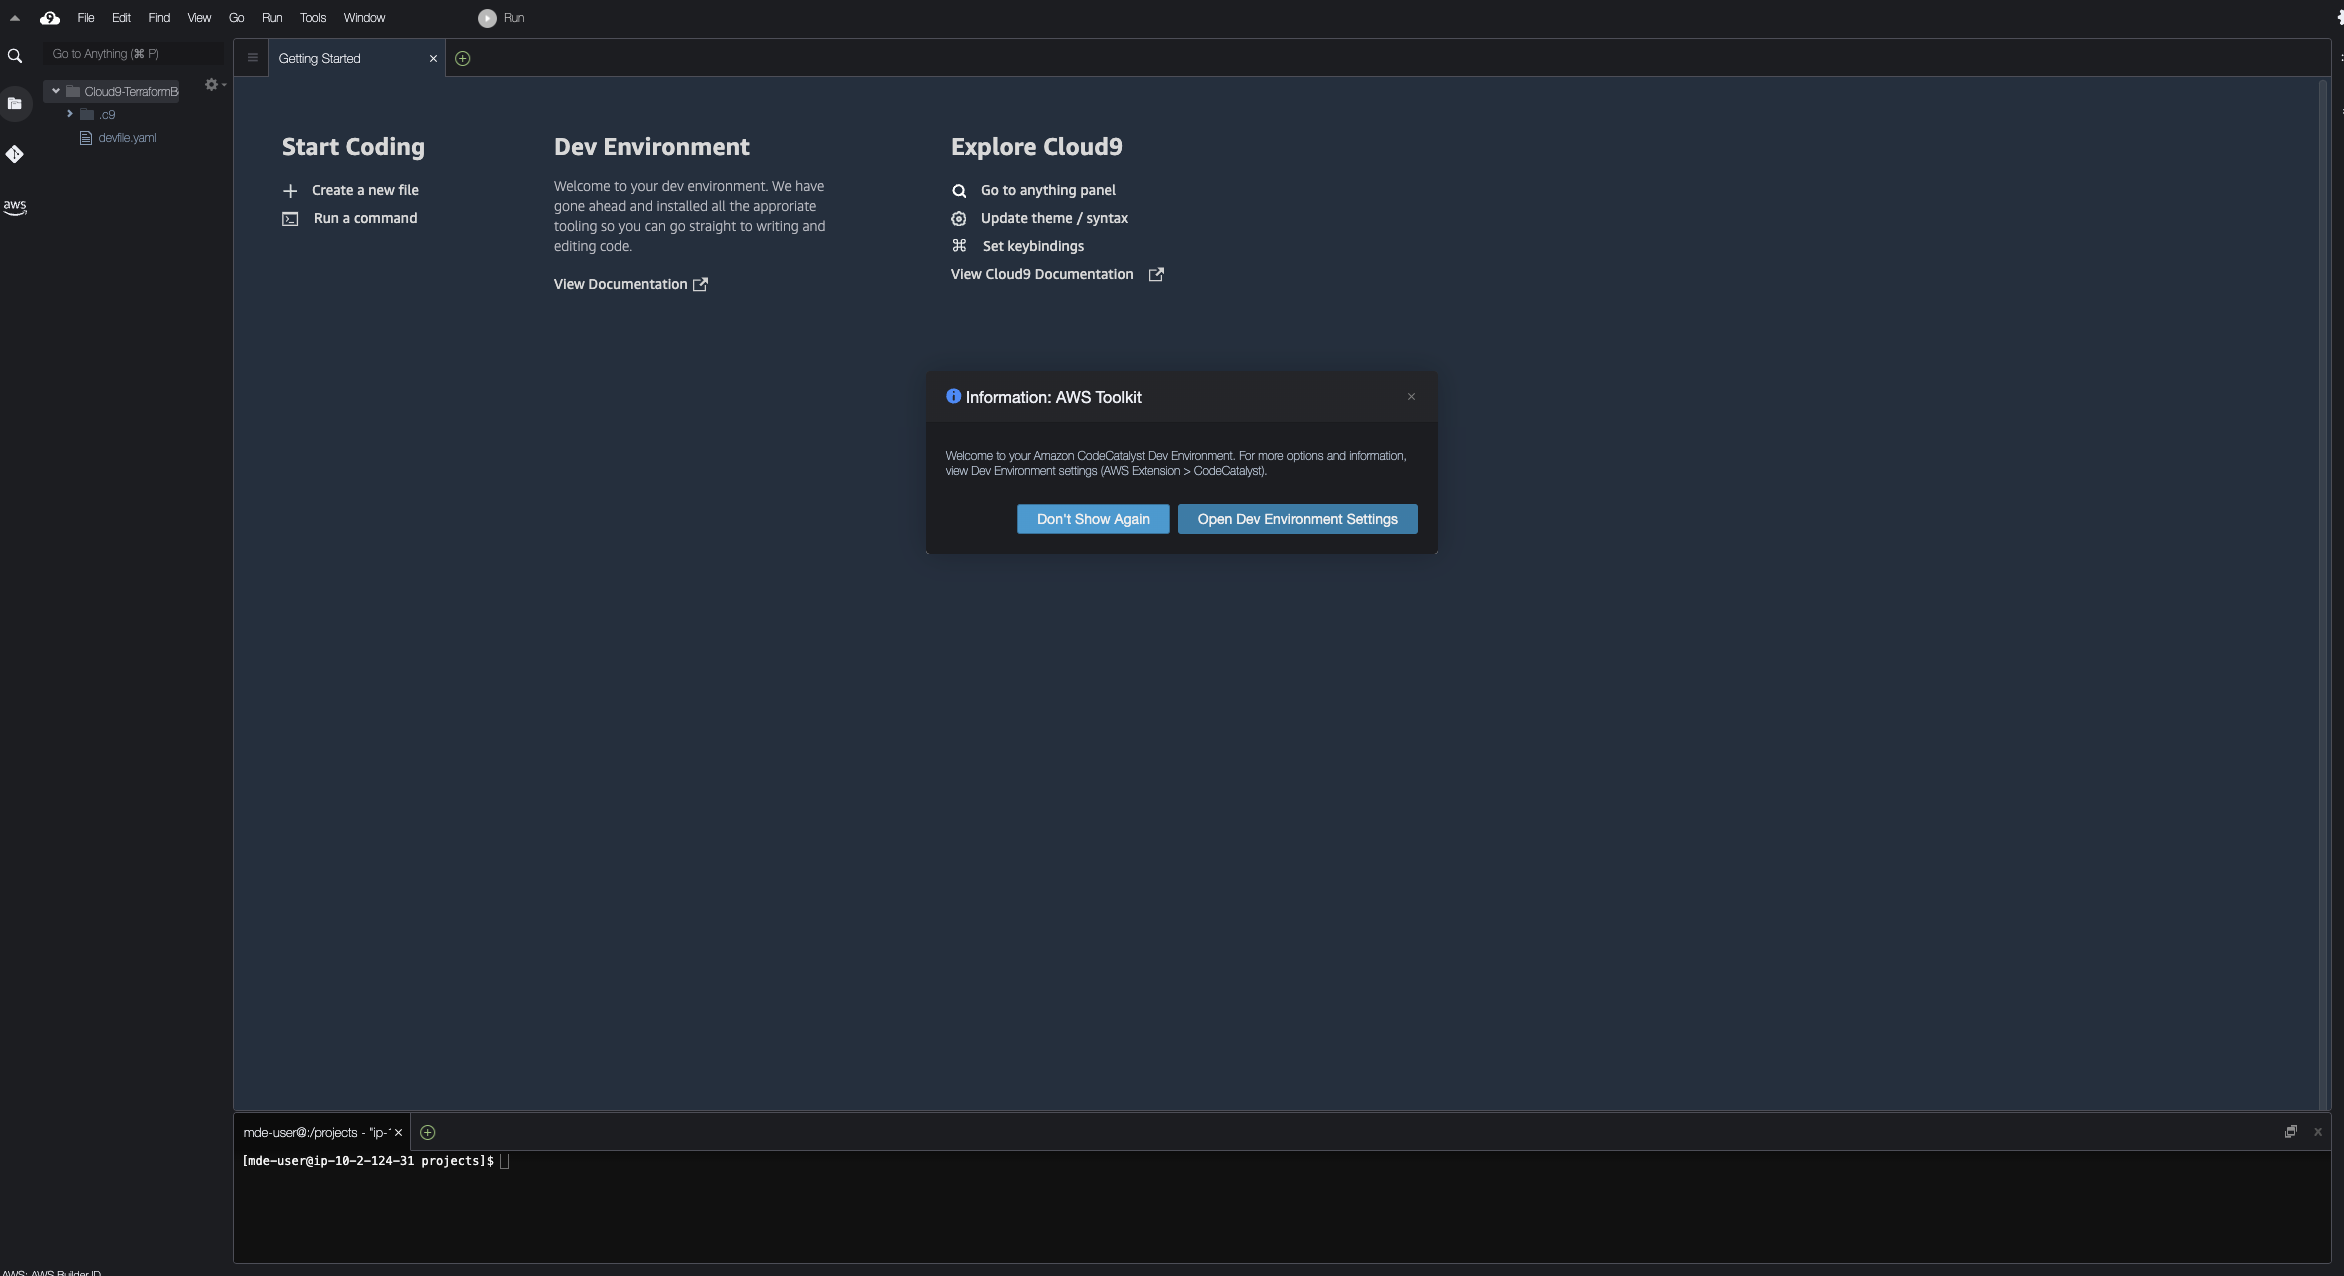 File Edit Find View Go Run Tools Window Run
Go to Anything (⌘ P)
Getting Started
Cloud9-TerraformB
.c9
devfile.yaml
aws
Start Coding
Create a new file
Run a command
Dev Environment
Welcome to your dev environment. We have
gone ahead and installed all the approriate
tooling so you can go straight to writing and
editing code.
View Documentation
Explore Cloud9
Go to anything panel
Update theme / syntax
Set keybindings
View Cloud9 Documentation
Information: AWS Toolkit
Welcome to your Amazon CodeCatalyst Dev Environment. For more options and information,
view Dev Environment settings (AWS Extension > CodeCatalyst).
Don't Show Again
Open Dev Environment Settings
mde-user@:/projects - "ip-
[mde-user@ip-10-2-124-31 projects]$
AWS: AWS Builder ID